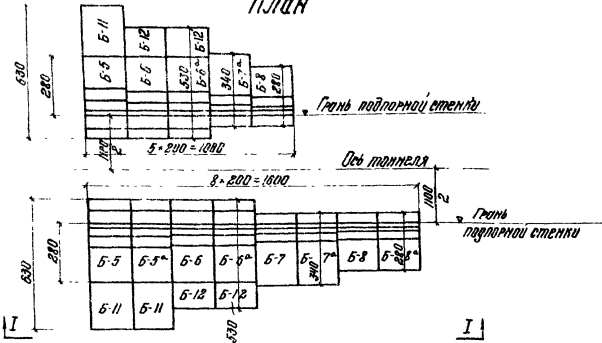 ПЛАН
Б-11
Б-12
Б-12
630
280
Б-5
Б-6
530
Б-6а
340
Б-7а
Б-8
280
Грань подпорной стенки
1100
2
5×200=1080
Ось тоннеля
8×200=1600
1100
2
Грань
подпорной стенки
630
280
Б-5
Б-5а
Б-6
Б-6а
Б-7
Б-7а
340
Б-8
Б-8а
280
Б-11
Б-11
Б-12
Б-12
530
I
I